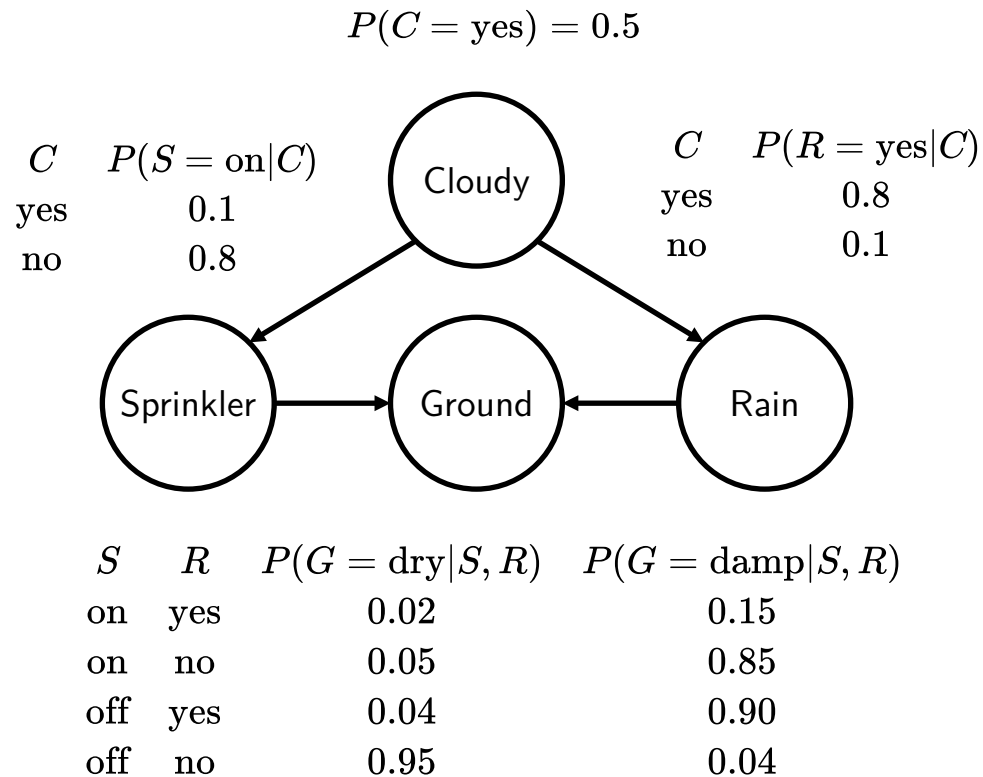 P(C = yes) = 0.5
C P(S = on|C)
yes 0.1
no 0.8
Cloudy
C P(R = yes|C)
yes 0.8
no 0.1
Sprinkler
Ground
Rain
S R P(G = dry|S, R) P(G = damp|S, R)
on yes 0.02 0.15
on no 0.05 0.85
off yes 0.04 0.90
off no 0.95 0.04